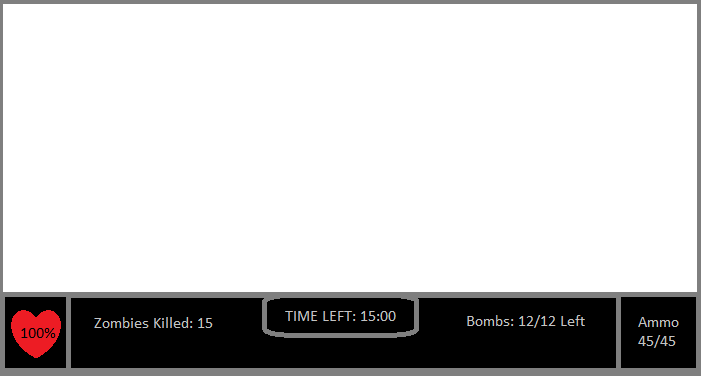 100%
Zombies Killed: 15
TIME LEFT: 15:00
Bombs: 12/12 Left
Ammo
45/45